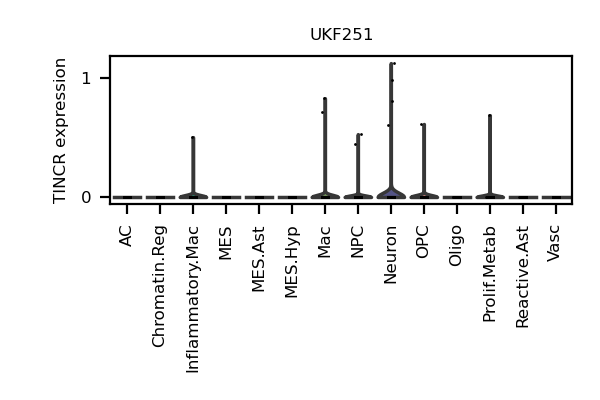 UKF251
TINCR expression
1
0
AC
Chromatin.Reg
Inflammatory.Mac
MES
MES.Ast
MES.Hyp
Mac
NPC
Neuron
OPC
Oligo
Prolif.Metab
Reactive.Ast
Vasc